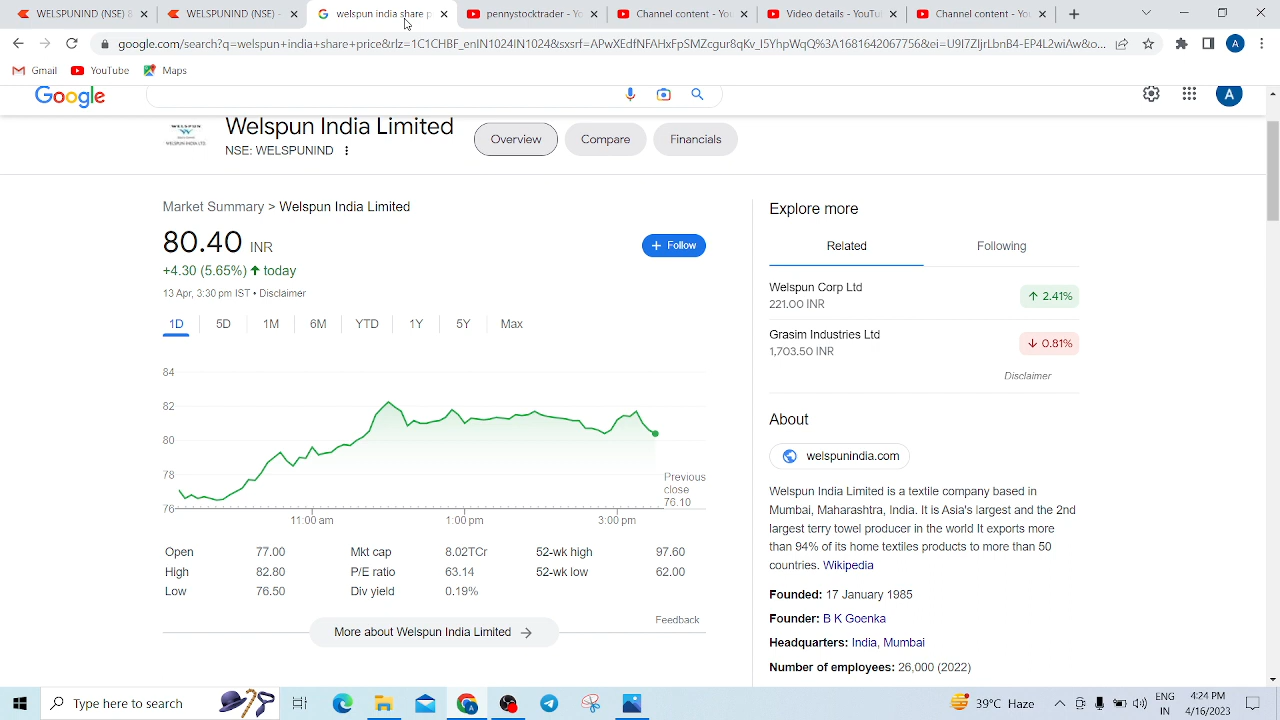 WELSPUNIND (NSE) B
WELSPUNIND (NSE) -
welspun india share p
pennystocktrader - Yo
Channel content - You
Video details - YouTub
Channel content - You
google.com/search?q=welspun+india+share+price&rlz=1C1CHBF_enIN1024IN1024&sxsrf=APwXEdfNFAHxFpSMZcgur8qKv_I5YhpWqQ%3A1681642067756&ei=U9I7ZIjrLbnB4-EP4L2wiAw&o...
A
Gmail
YouTube
Maps
Google
A
WELSPUN
WELSPUN INDIA LTD
Welspun India Limited
NSE: WELSPUNIND
Overview
Compare
Financials
Market Summary > Welspun India Limited
80.40 INR
+ Follow
+4.30 (5.65%) ↑ today
13 Apr, 3:30 pm IST • Disclaimer
1D
5D
1M
6M
YTD
1Y
5Y
Max
84
82
80
78
76
Previous
close
76.10
11:00 am
1:00 pm
3:00 pm
Open 77.00 Mkt cap 8.02TCr 52-wk high 97.60
High 82.80 P/E ratio 63.14 52-wk low 62.00
Low 76.50 Div yield 0.19%
Feedback
More about Welspun India Limited →
Explore more
Related
Following
Welspun Corp Ltd
221.00 INR
↑ 2.41%
Grasim Industries Ltd
1,703.50 INR
↓ 0.81%
Disclaimer
About
welspunindia.com
Welspun India Limited is a textile company based in
Mumbai, Maharashtra, India. It is Asia's largest and the 2nd
largest terry towel producer in the world It exports more
than 94% of its home textiles products to more than 50
countries. Wikipedia
Founded: 17 January 1985
Founder: B K Goenka
Headquarters: India, Mumbai
Number of employees: 26,000 (2022)
Type here to search
39°C Haze
ENG
IN
4:24 PM
4/16/2023